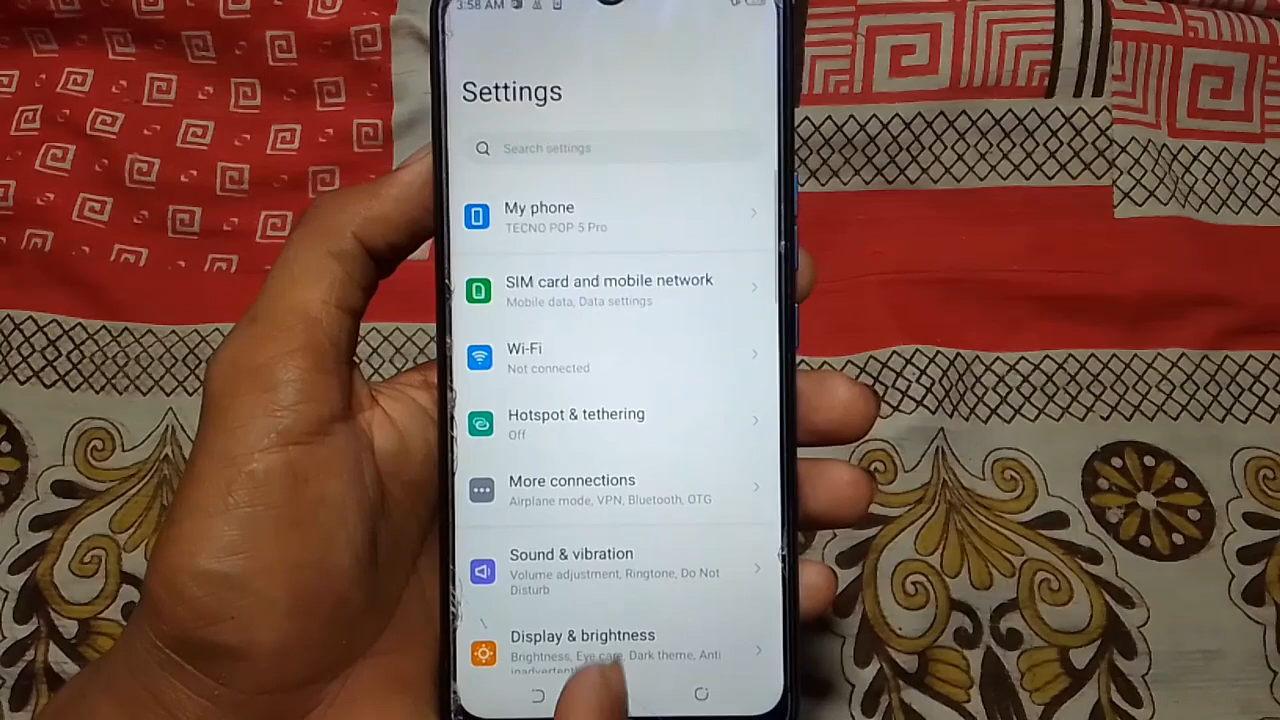 3:58 AM
Settings
Search settings
My phone
TECNO POP 5 Pro
SIM card and mobile network
Mobile data, Data settings
Wi-Fi
Not connected
Hotspot & tethering
Off
More connections
Airplane mode, VPN, Bluetooth, OTG
Sound & vibration
Volume adjustment, Ringtone, Do Not
Disturb
Display & brightness
Brightness, Eye care, Dark theme, Anti